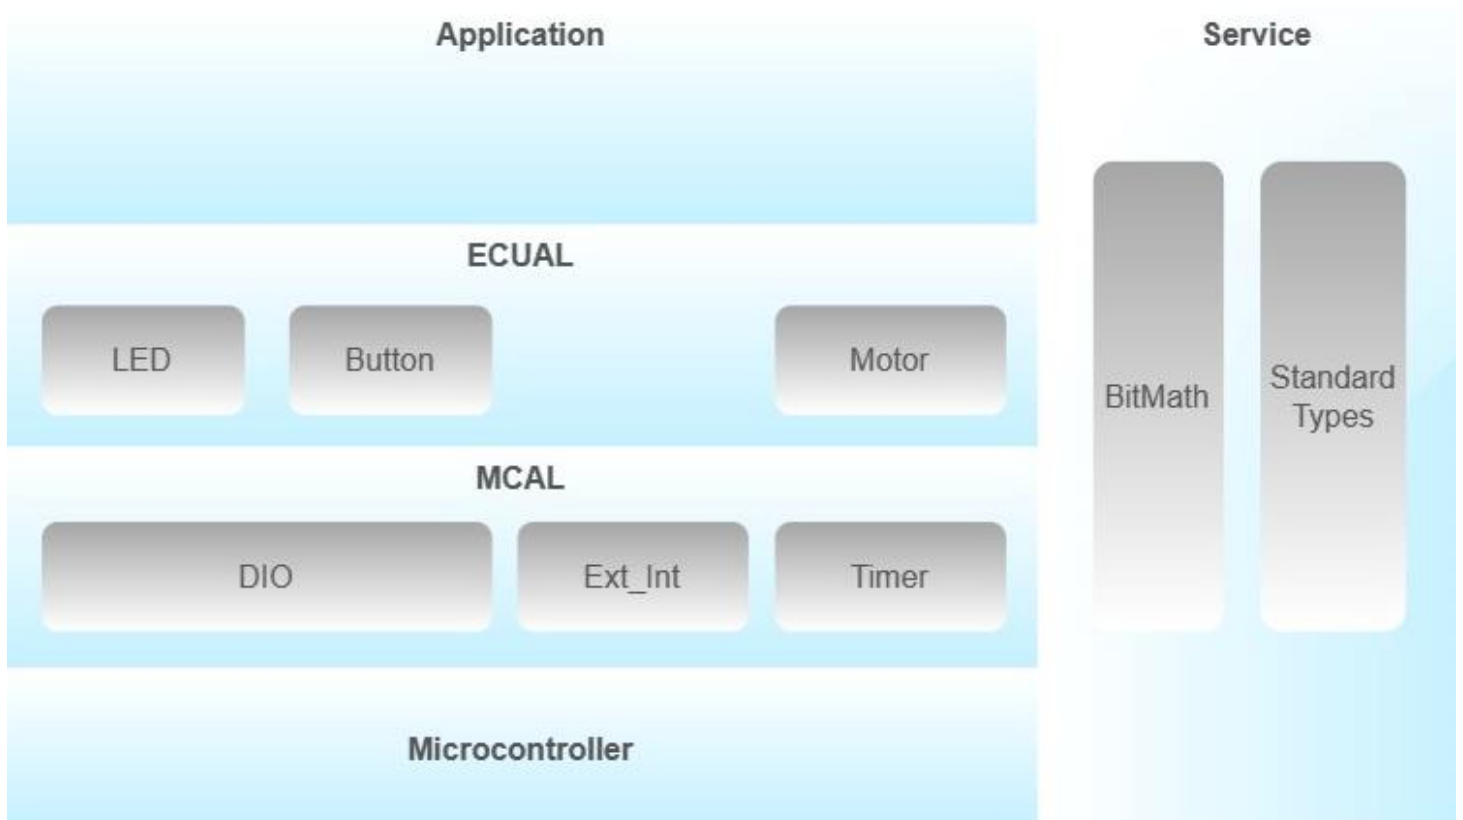 Application
Service
ECUAL
LED
Button
Motor
BitMath
Standard
Types
MCAL
DIO
Ext_Int
Timer
Microcontroller